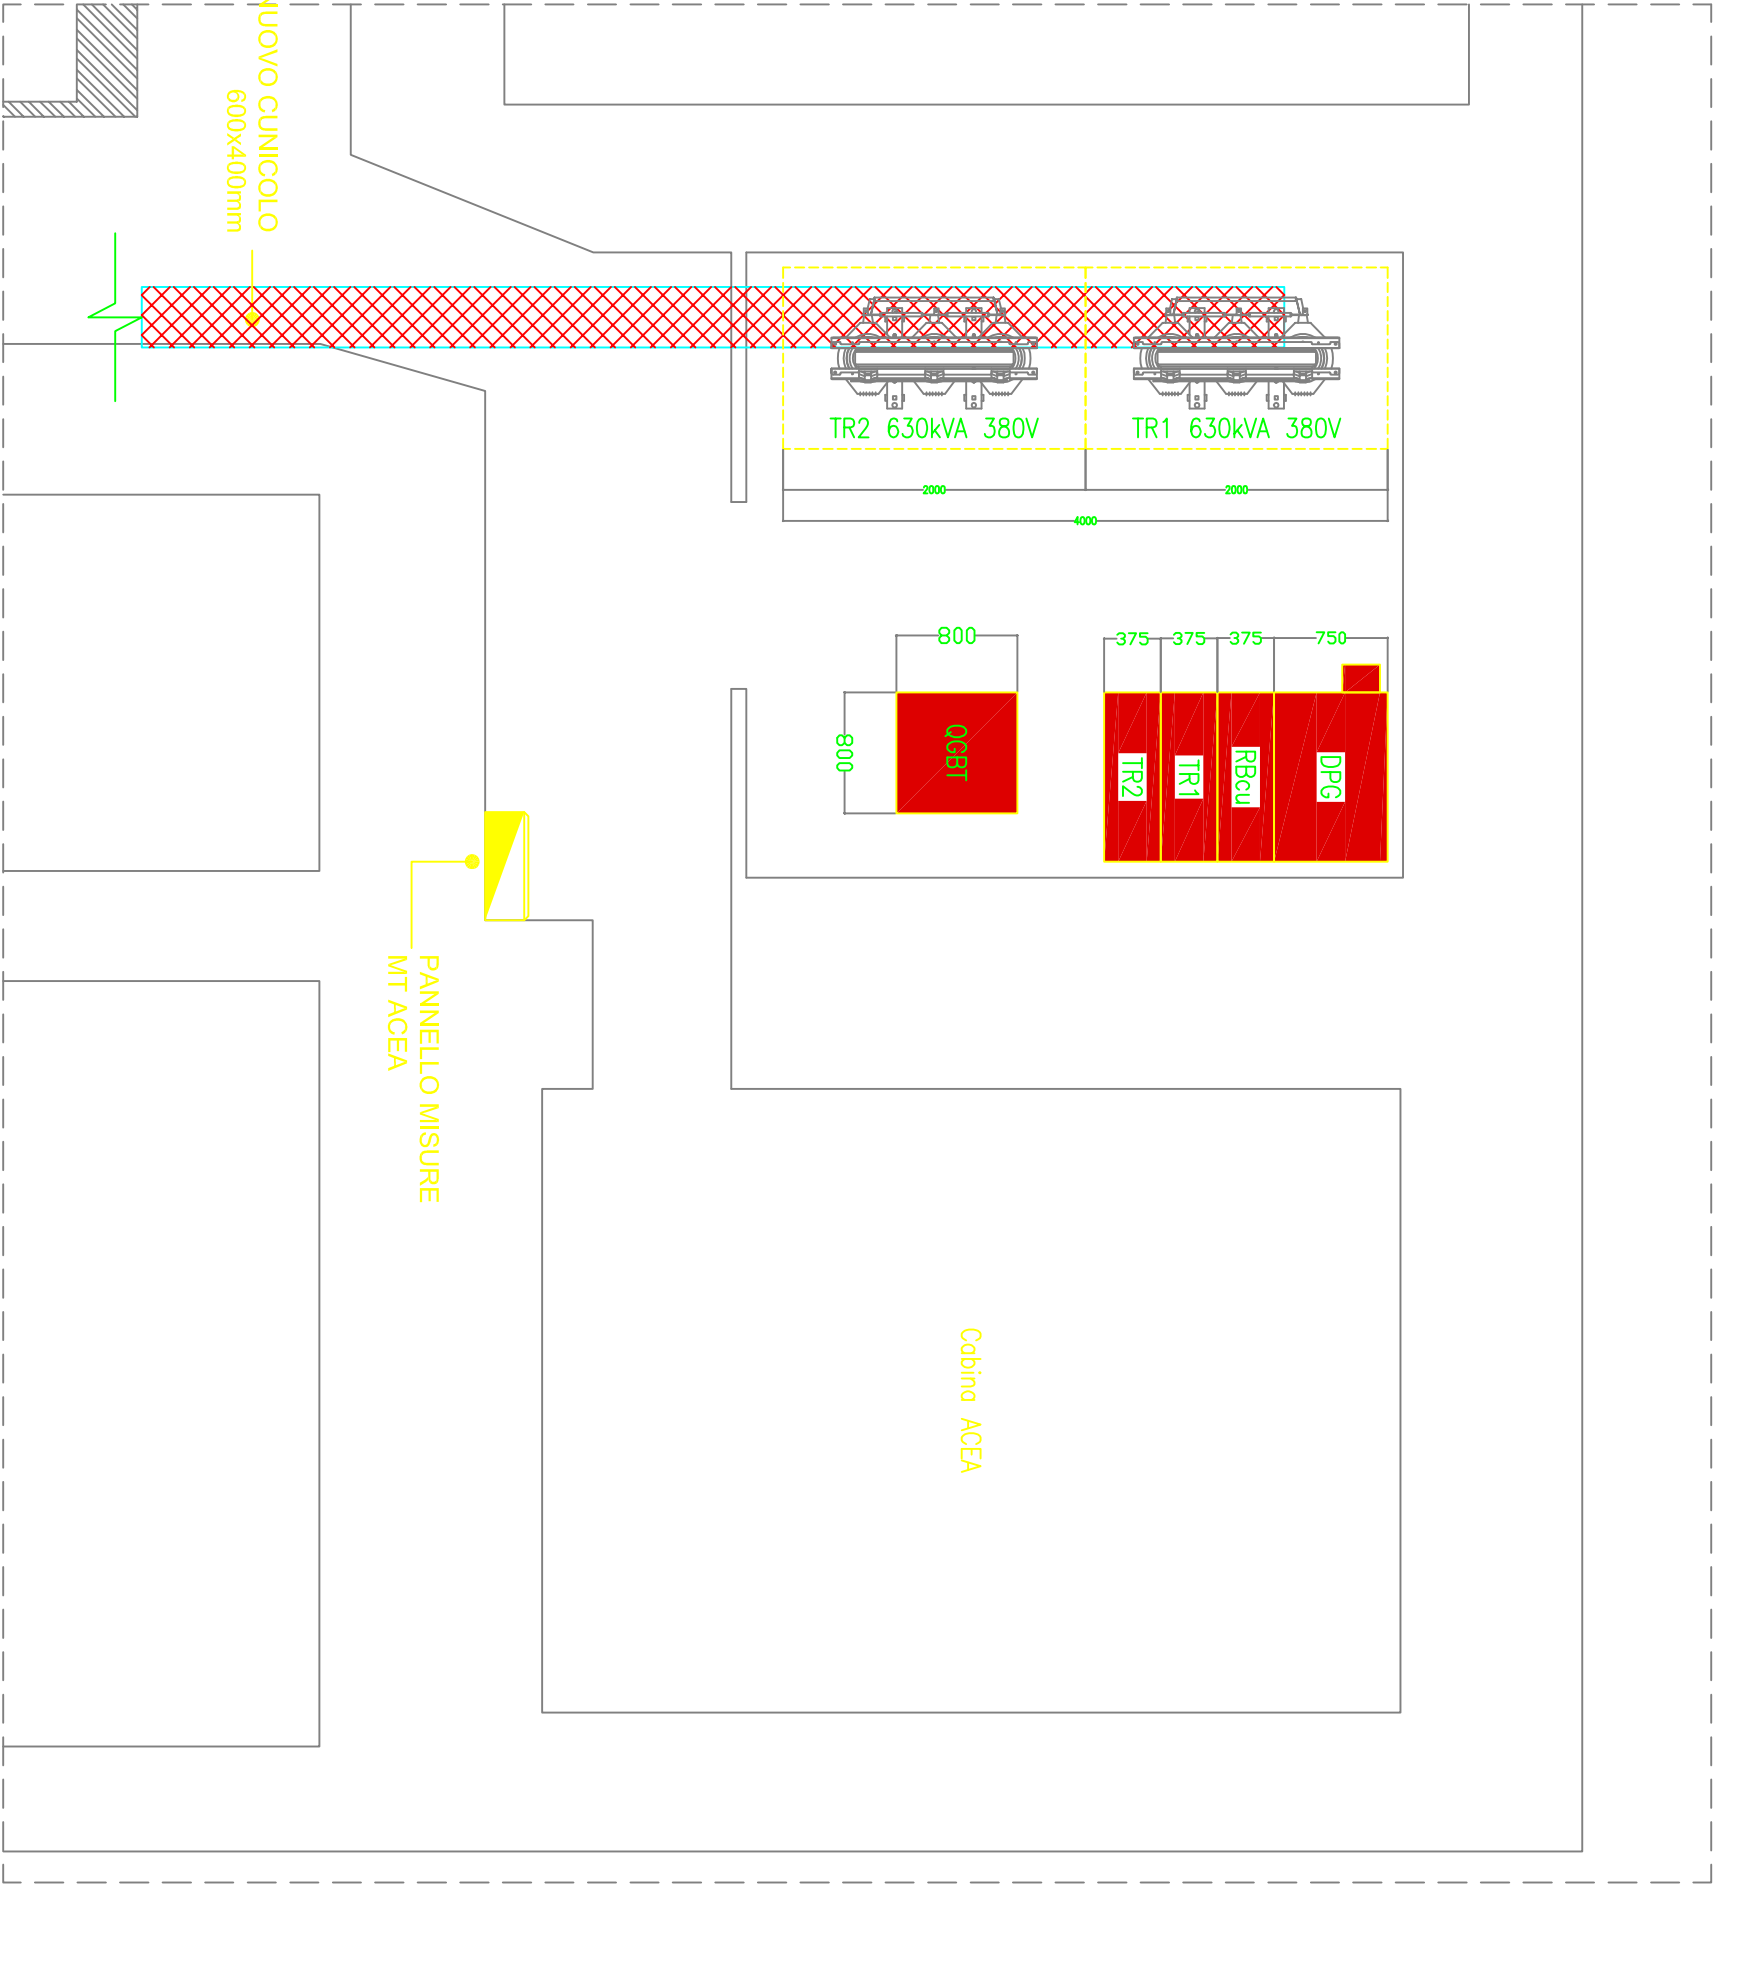 UOVO CUNICOLO
600x400mm
TR2 630kVA 380V
TR1 630kVA 380V
2000
2000
4000
800
375
375
375
750
800
QGBT
TR2
TR1
RBcu
DPG
PANNELLO MISURE
MT ACEA
Cabina ACEA